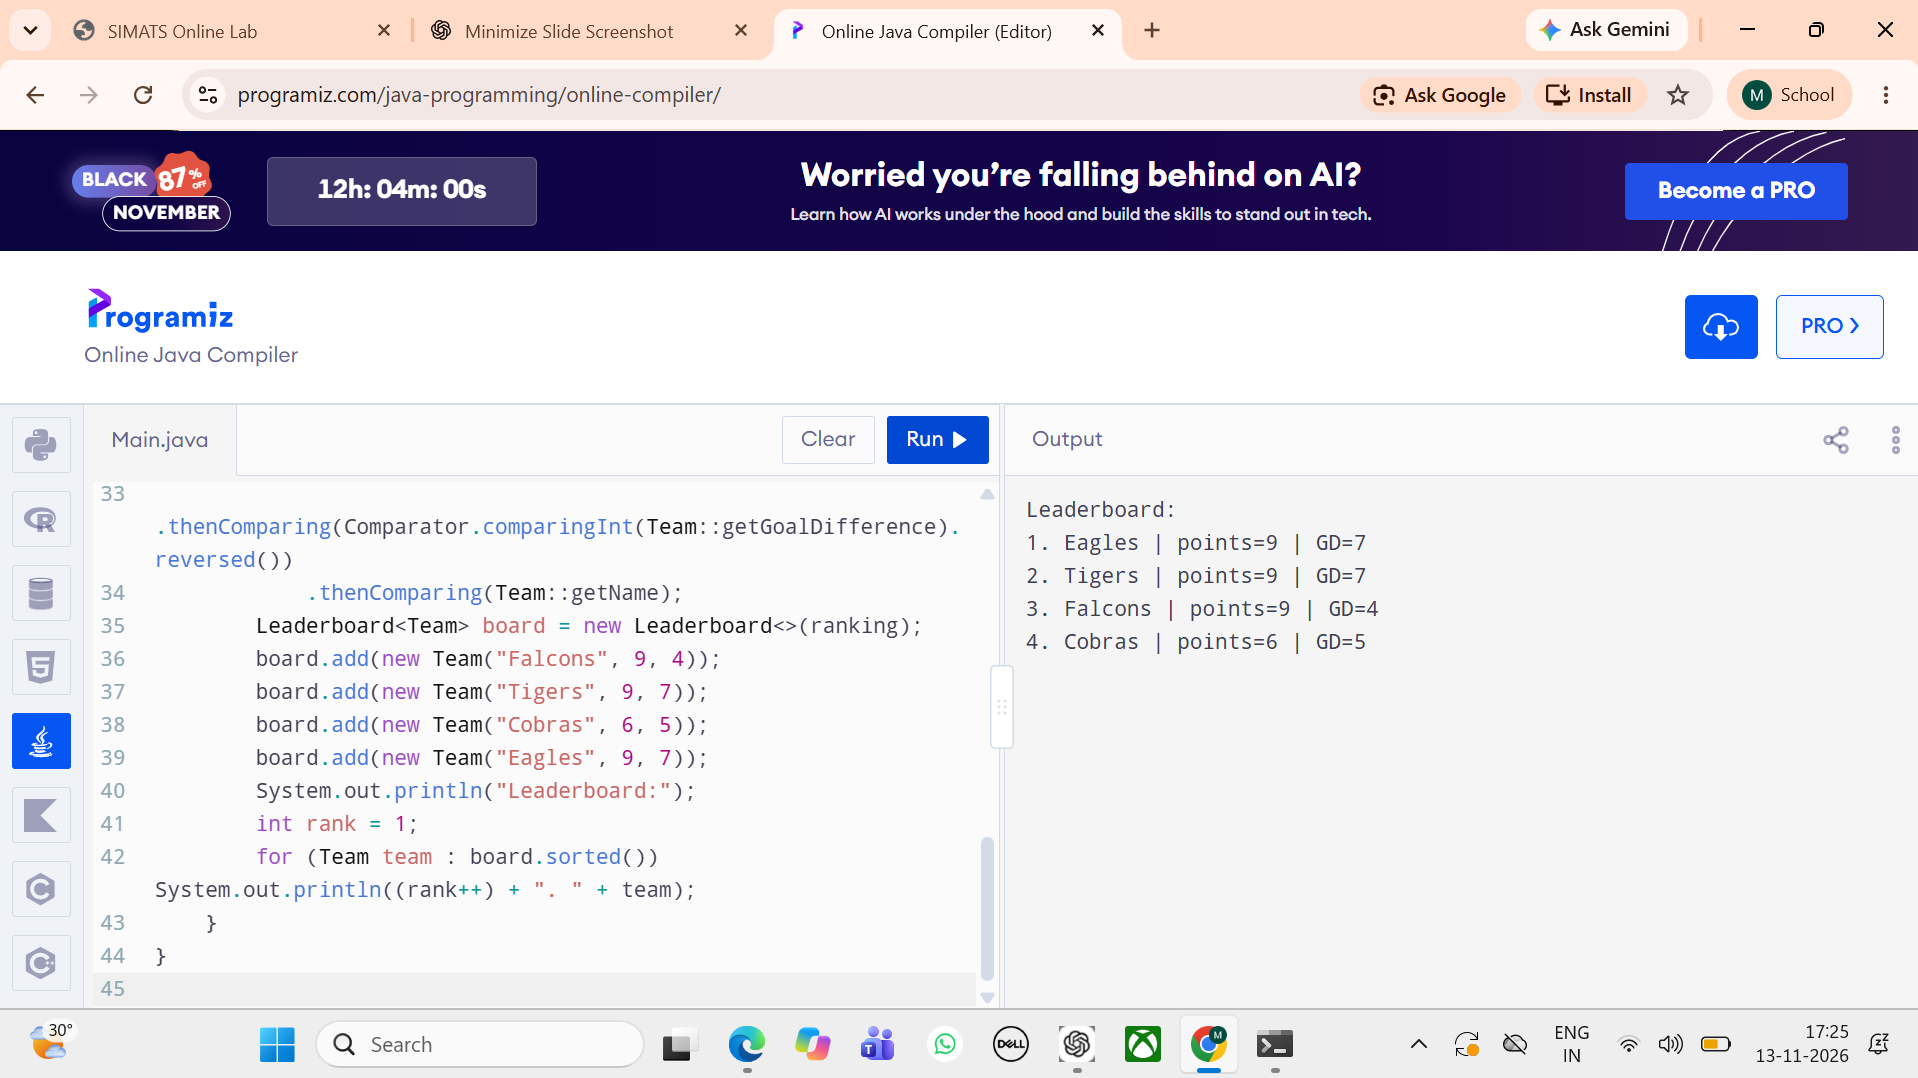 SIMATS Online Lab
Minimize Slide Screenshot
Online Java Compiler (Editor)
Ask Gemini
programiz.com/java-programming/online-compiler/
Ask Google
Install
M
School
BLACK
87% OFF
NOVEMBER
12h: 04m: 00s
Worried you’re falling behind on AI?
Learn how AI works under the hood and build the skills to stand out in tech.
Become a PRO
Programiz
Online Java Compiler
PRO
Main.java
Clear
Run
Output
33
.thenComparing(Comparator.comparingInt(Team::getGoalDifference).
reversed())
34 .thenComparing(Team::getName);
35 Leaderboard<Team> board = new Leaderboard<>(ranking);
36 board.add(new Team("Falcons", 9, 4));
37 board.add(new Team("Tigers", 9, 7));
38 board.add(new Team("Cobras", 6, 5));
39 board.add(new Team("Eagles", 9, 7));
40 System.out.println("Leaderboard:");
41 int rank = 1;
42 for (Team team : board.sorted())
System.out.println((rank++) + ". " + team);
43 }
44 }
45
Leaderboard:
1. Eagles | points=9 | GD=7
2. Tigers | points=9 | GD=7
3. Falcons | points=9 | GD=4
4. Cobras | points=6 | GD=5
30°
Search
DELL
M
ENG
IN
17:25
13-11-2026